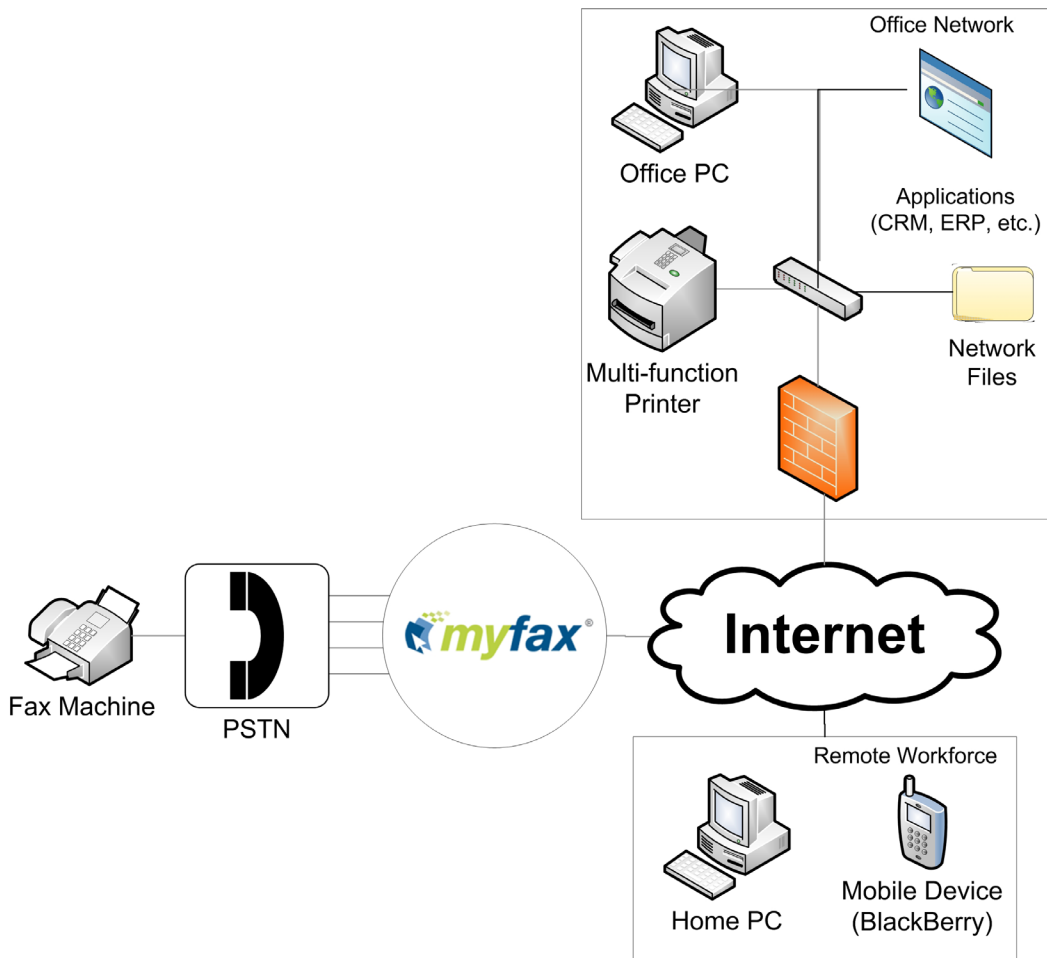 Office Network
Office PC
Applications
(CRM, ERP, etc.)
Multi-function
Printer
Network
Files
Fax Machine
PSTN
myfax®
Internet
Remote Workforce
Home PC
Mobile Device
(BlackBerry)